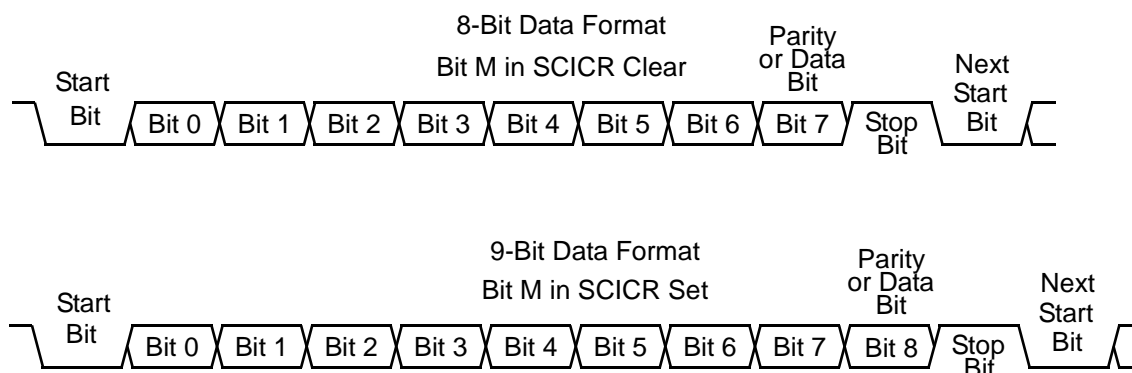 8-Bit Data Format
Bit M in SCICR Clear
Parity
or Data
Bit
Start
Bit
Next
Start
Bit
Bit 0 Bit 1 Bit 2 Bit 3 Bit 4 Bit 5 Bit 6 Bit 7
Stop
Bit
9-Bit Data Format
Bit M in SCICR Set
Parity
or Data
Bit
Start
Bit
Next
Start
Bit
Bit 0 Bit 1 Bit 2 Bit 3 Bit 4 Bit 5 Bit 6 Bit 7 Bit 8
Stop
Bit